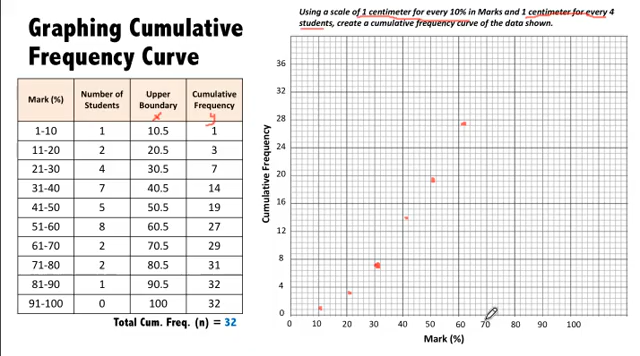 Graphing Cumulative
Frequency Curve
Using a scale of 1 centimeter for every 10% in Marks and 1 centimeter for every 4
students, create a cumulative frequency curve of the data shown.
Mark (%) Number of Students Upper Boundary Cumulative Frequency
x y
1-10 1 10.5 1
11-20 2 20.5 3
21-30 4 30.5 7
31-40 7 40.5 14
41-50 5 50.5 19
51-60 8 60.5 27
61-70 2 70.5 29
71-80 2 80.5 31
81-90 1 90.5 32
91-100 0 100 32
Total Cum. Freq. (n) = 32
Cumulative Frequency
36
32
28
24
20
16
12
8
4
0
0 10 20 30 40 50 60 70 80 90 100
Mark (%)